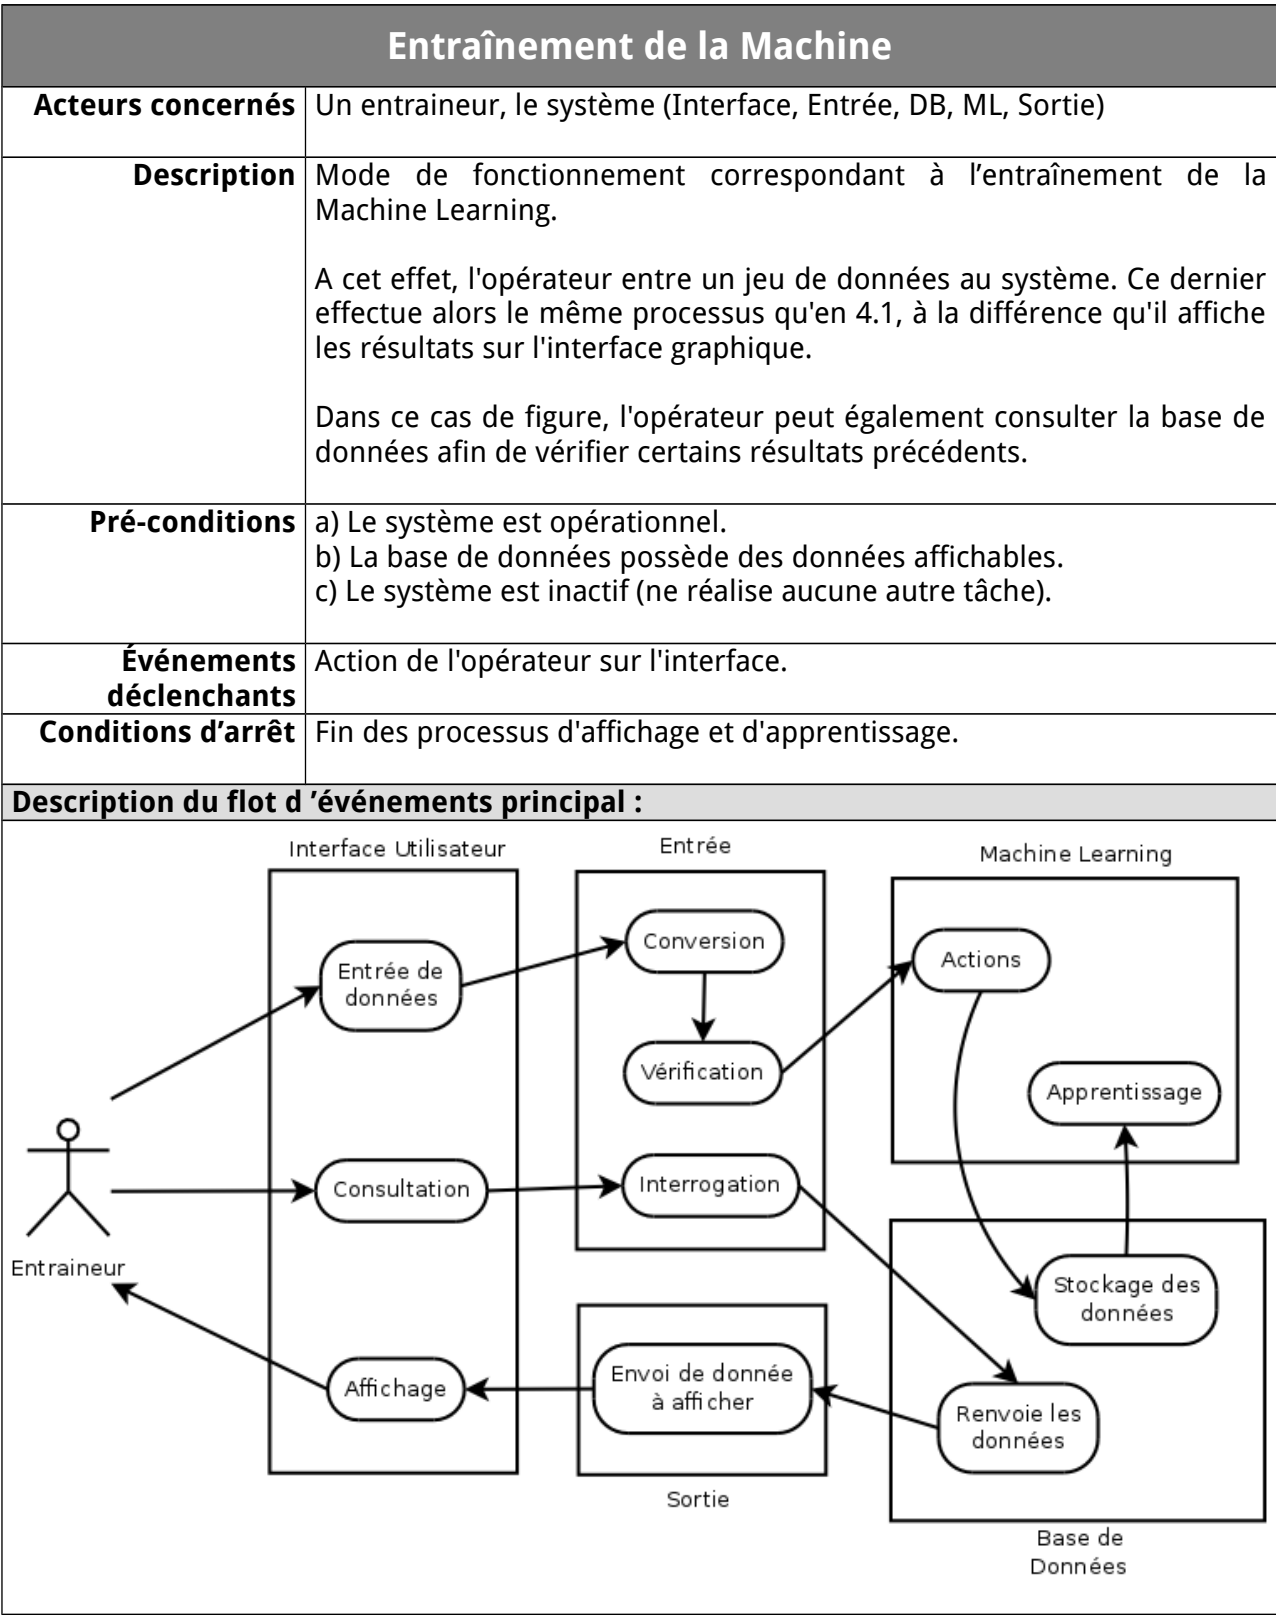 Entraînement de la Machine
Acteurs concernés
Un entraineur, le système (Interface, Entrée, DB, ML, Sortie)
Description
Mode de fonctionnement correspondant à l’entraînement de la
Machine Learning.
A cet effet, l'opérateur entre un jeu de données au système. Ce dernier
effectue alors le même processus qu'en 4.1, à la différence qu'il affiche
les résultats sur l'interface graphique.
Dans ce cas de figure, l'opérateur peut également consulter la base de
données afin de vérifier certains résultats précédents.
Pré-conditions
a) Le système est opérationnel.
b) La base de données possède des données affichables.
c) Le système est inactif (ne réalise aucune autre tâche).
Événements
déclenchants
Action de l'opérateur sur l'interface.
Conditions d’arrêt
Fin des processus d'affichage et d'apprentissage.
Description du flot d ’événements principal :
Interface Utilisateur
Entrée
Machine Learning
Entrée de
données
Conversion
Actions
Vérification
Apprentissage
Consultation
Interrogation
Entraineur
Stockage des
données
Affichage
Envoi de donnée
à afficher
Renvoie les
données
Sortie
Base de
Données